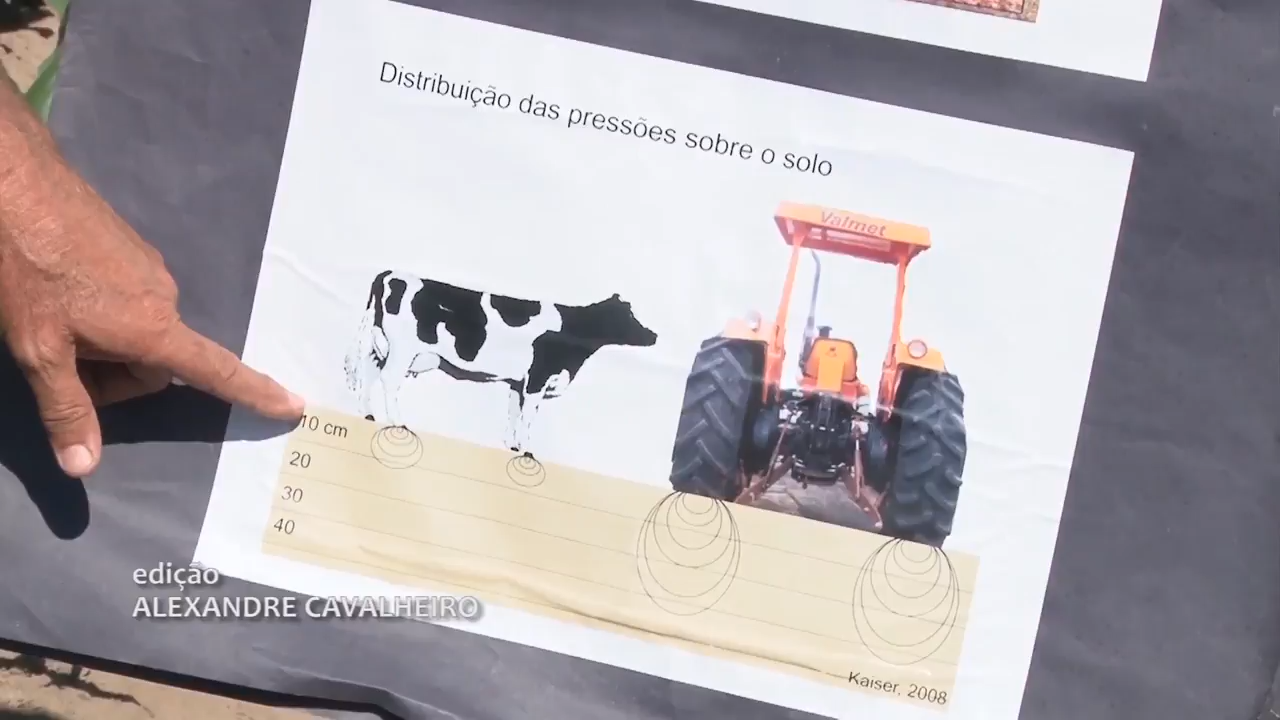 Distribuição das pressões sobre o solo
Valmet
10 cm
20
30
40
edição
ALEXANDRE CAVALHEIRO
Kaiser, 2008